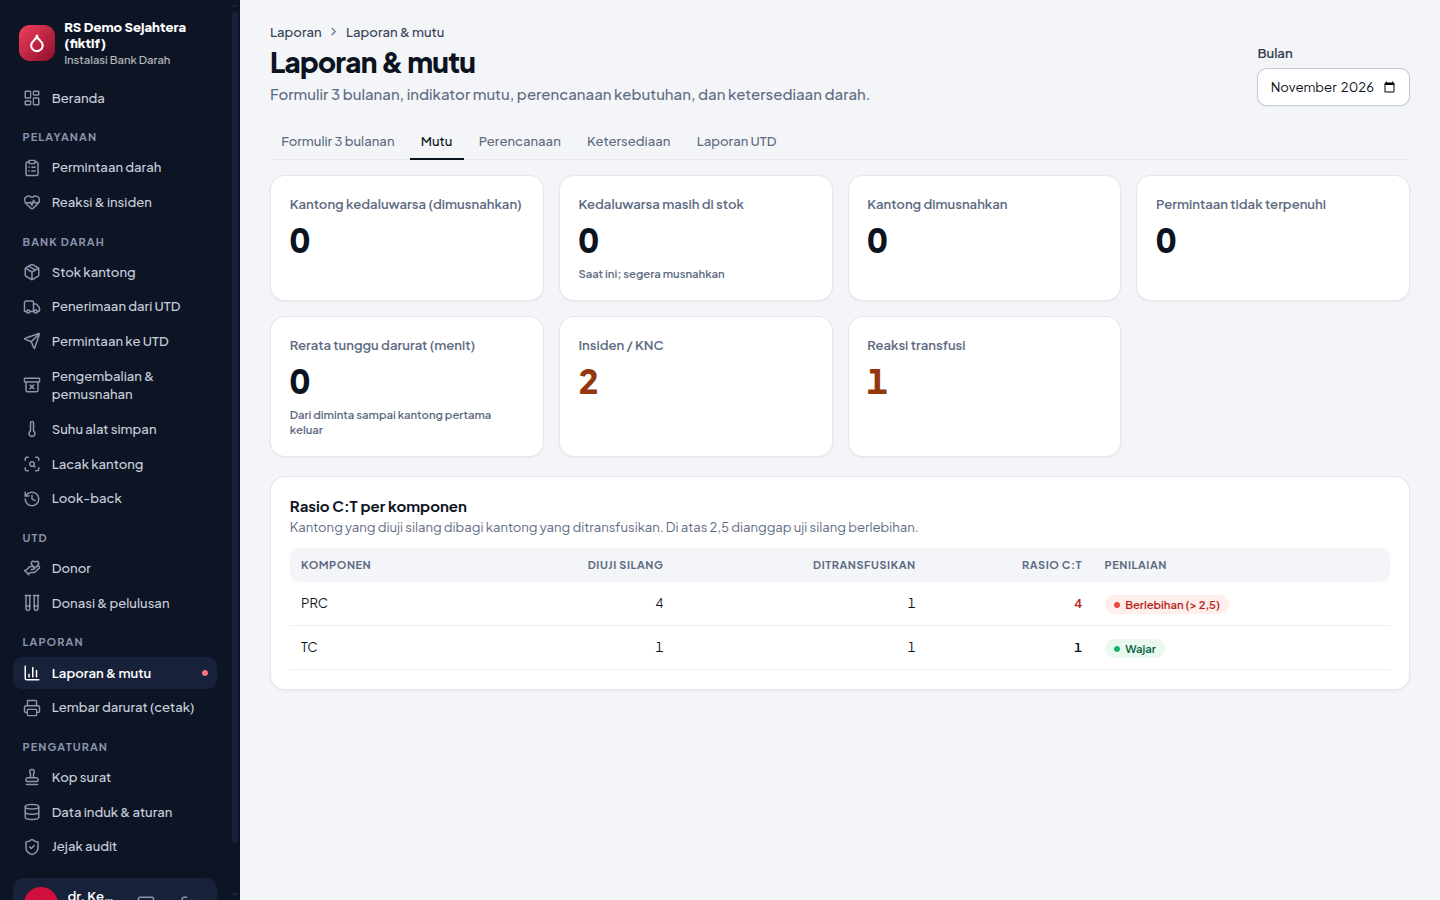 RS Demo Sejahtera
(fiktif)
Instalasi Bank Darah
Beranda
PELAYANAN
Permintaan darah
Reaksi & insiden
BANK DARAH
Stok kantong
Penerimaan dari UTD
Permintaan ke UTD
Pengembalian &
pemusnahan
Suhu alat simpan
Lacak kantong
Look-back
UTD
Donor
Donasi & pelulusan
LAPORAN
Laporan & mutu
Lembar darurat (cetak)
PENGATURAN
Kop surat
Data induk & aturan
Jejak audit
dr. Ke...
Laporan > Laporan & mutu
Laporan & mutu
Formulir 3 bulanan, indikator mutu, perencanaan kebutuhan, dan ketersediaan darah.
Bulan
November 2026
Formulir 3 bulanan Mutu Perencanaan Ketersediaan Laporan UTD
Kantong kedaluwarsa (dimusnahkan)
0
Kedaluwarsa masih di stok
0
Saat ini; segera musnahkan
Kantong dimusnahkan
0
Permintaan tidak terpenuhi
0
Rerata tunggu darurat (menit)
0
Dari diminta sampai kantong pertama
keluar
Insiden / KNC
2
Reaksi transfusi
1
Rasio C:T per komponen
Kantong yang diuji silang dibagi kantong yang ditransfusikan. Di atas 2,5 dianggap uji silang berlebihan.
KOMPONEN DIUJI SILANG DITRANSFUSIKAN RASIO C:T PENILAIAN
PRC 4 1 4 Berlebihan (> 2,5)
TC 1 1 1 Wajar